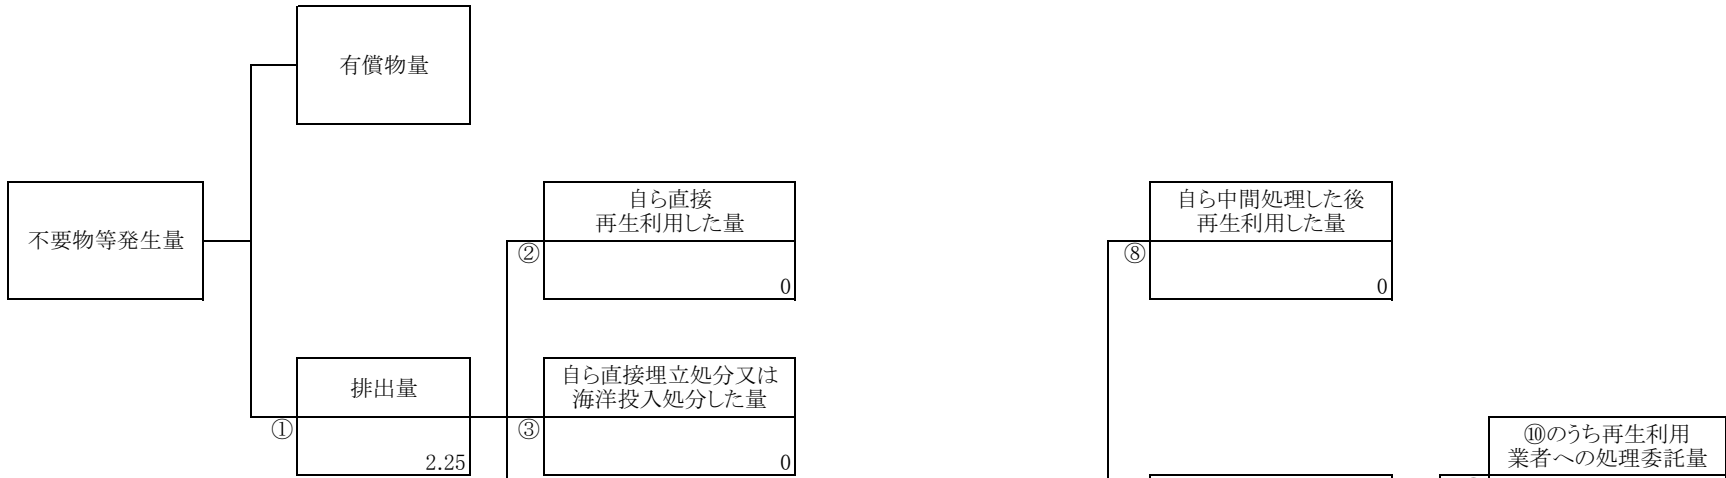 有償物量
不要物等発生量
自ら直接
再生利用した量
②
0
自ら中間処理した後
再生利用した量
⑧
0
排出量
①
2.25
自ら直接埋立処分又は
海洋投入処分した量
③
0
⑩のうち再生利用
業者への処理委託量